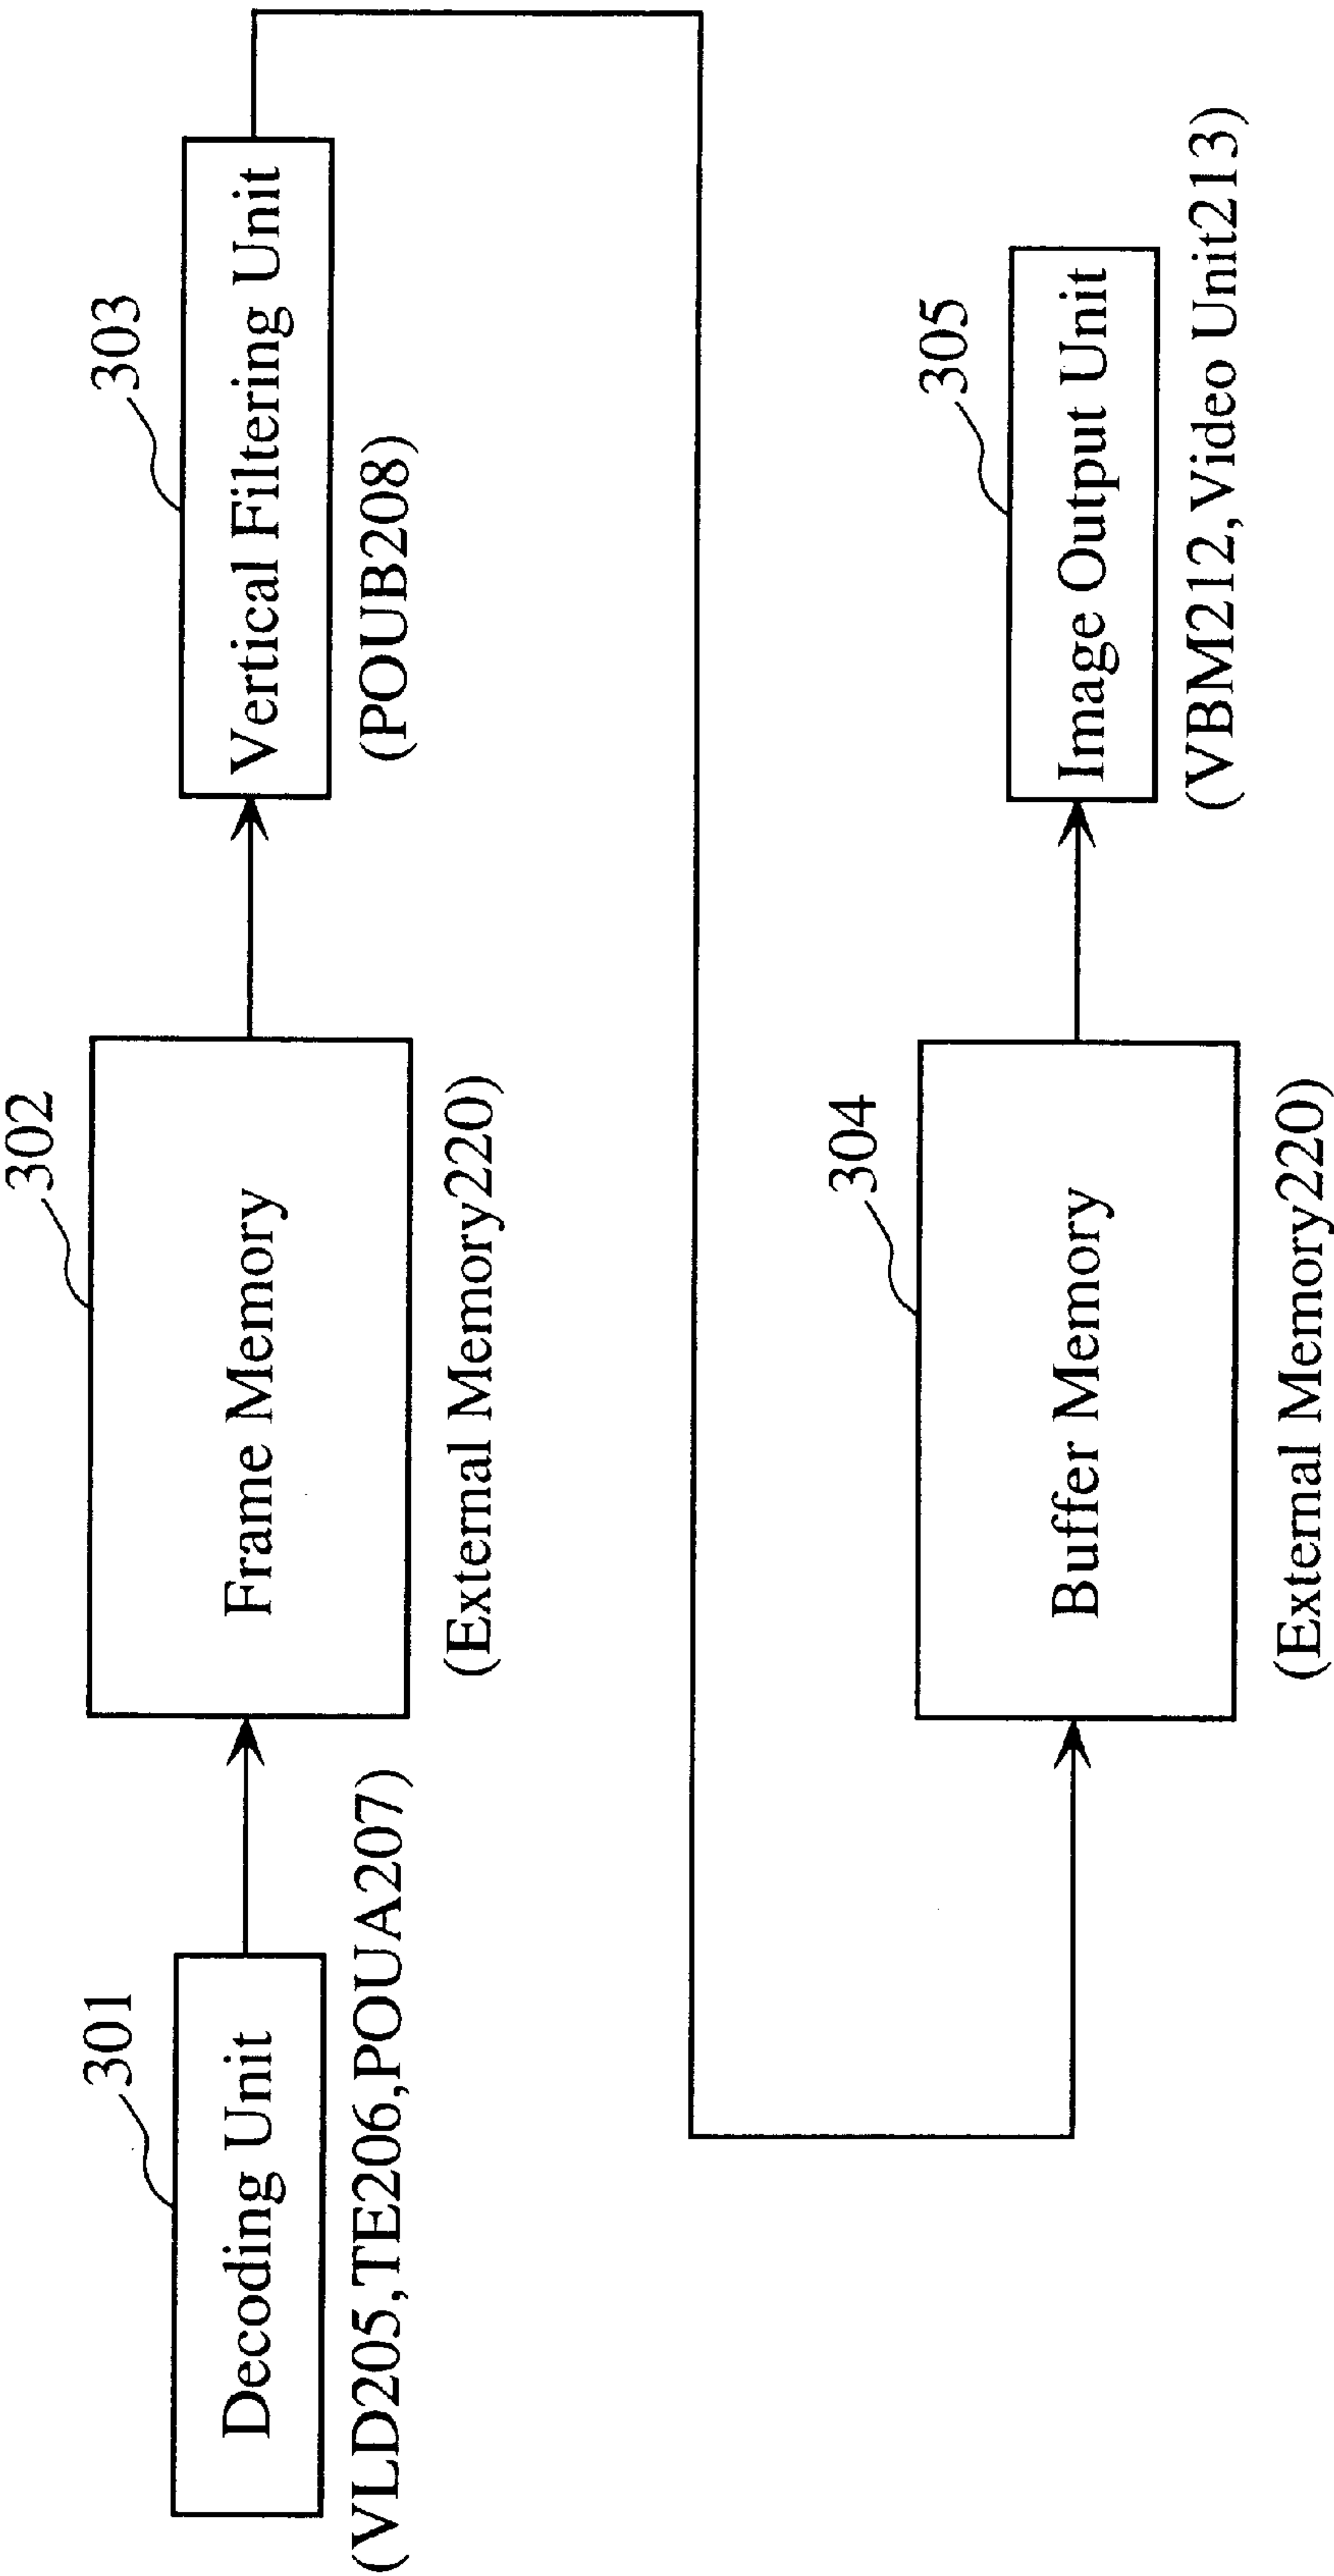 301
Decoding Unit
(VLD205,TE206,POUA207)
302
Frame Memory
(External Memory220)
303
Vertical Filtering Unit
(POUB208)
304
Buffer Memory
(External Memory220)
305
Image Output Unit
(VBM212,Video Unit213)